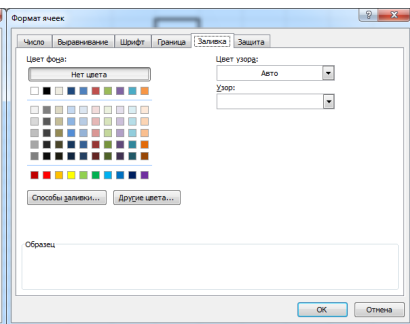 Формат ячеек
Число Выравнивание Шрифт Граница Заливка Защита
Цвет фона:
Нет цвета
Цвет узора:
Авто
Узор:
Способы заливки... Другие цвета...
Образец
ОК Отмена